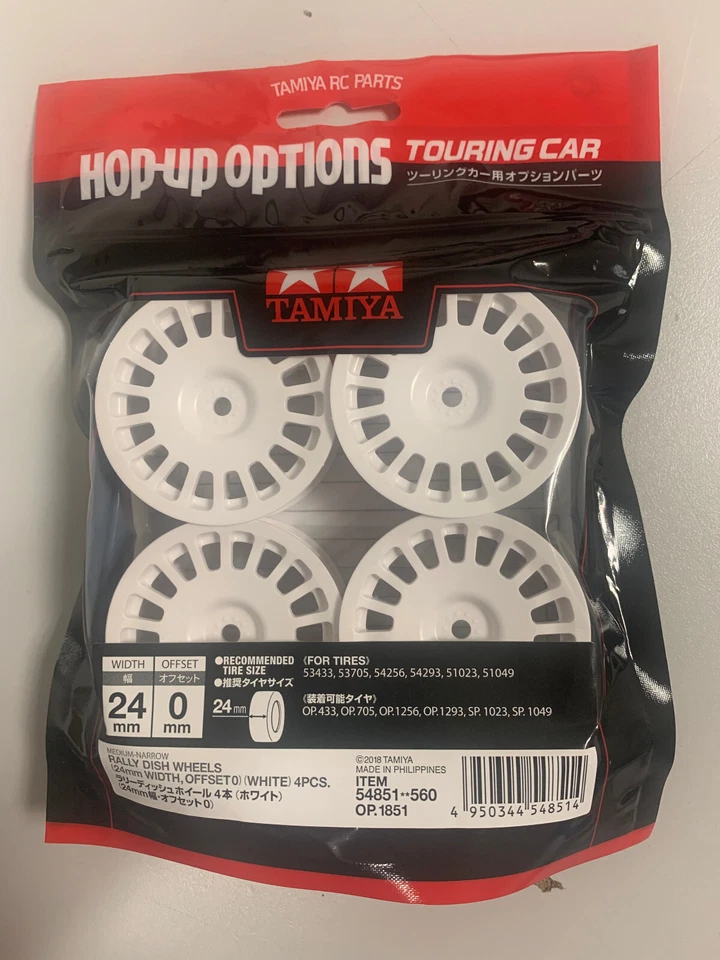 TAMIYA RC PARTS
HOP-UP OPTIONS
TOURING CAR
ツーリングカー用オプションパーツ
TAMIYA
WIDTH
幅
24
mm
OFFSET
オフセット
0
mm
●RECOMMENDED
TIRE SIZE
●推奨タイヤサイズ
24mm
《FOR TIRES》
53433, 53705, 54256, 54293, 51023, 51049
《装着可能タイヤ》
OP.433, OP.705, OP.1256, OP.1293, SP. 1023, SP. 1049
MEDIUM-NARROW
RALLY DISH WHEELS
(24mm WIDTH, OFFSET 0) (WHITE) 4PCS.
ラリーディッシュホイール 4本 (ホワイト)
(24mm幅・オフセット 0)
©2018 TAMIYA
MADE IN PHILIPPINES
ITEM
54851**560
OP.1851
4 950344 548514